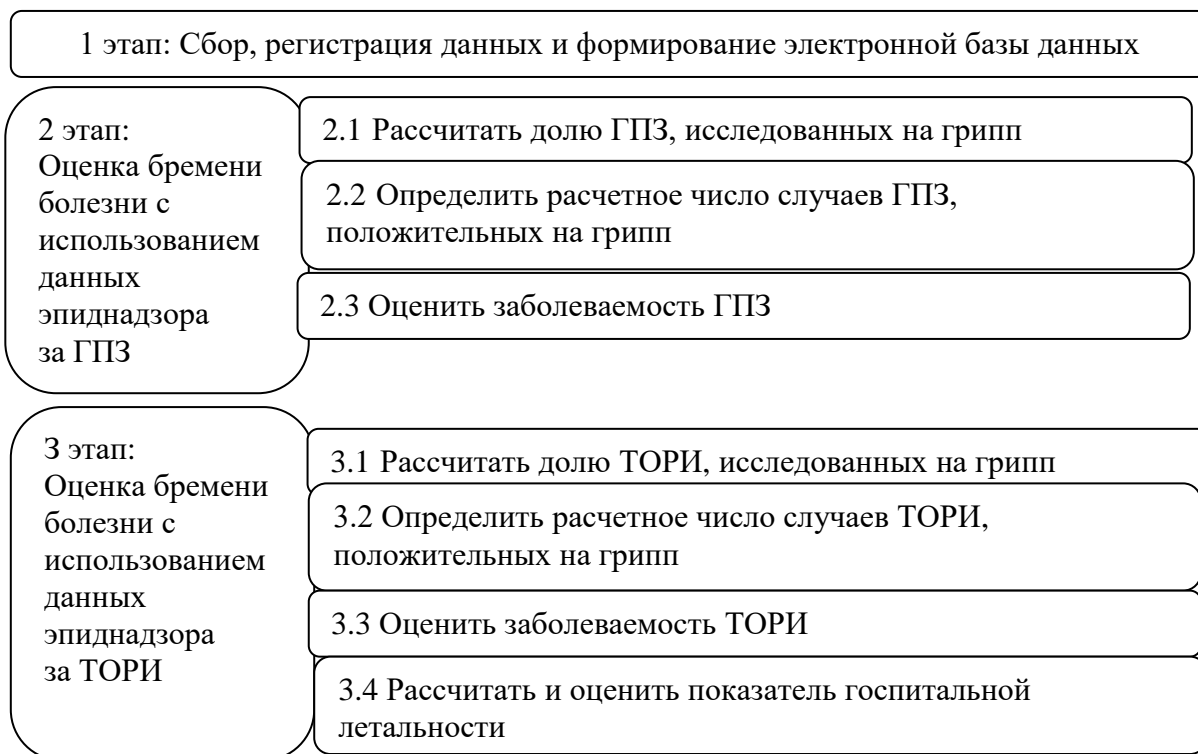 1 этап: Сбор, регистрация данных и формирование электронной базы данных
2 этап:
Оценка бремени
болезни с
использованием
данных
эпиднадзора
за ГПЗ
2.1 Рассчитать долю ГПЗ, исследованных на грипп
2.2 Определить расчетное число случаев ГПЗ,
положительных на грипп
2.3 Оценить заболеваемость ГПЗ
3 этап:
Оценка бремени
болезни с
использованием
данных
эпиднадзора
за ТОРИ
3.1 Рассчитать долю ТОРИ, исследованных на грипп
3.2 Определить расчетное число случаев ТОРИ,
положительных на грипп
3.3 Оценить заболеваемость ТОРИ
3.4 Рассчитать и оценить показатель госпитальной
летальности